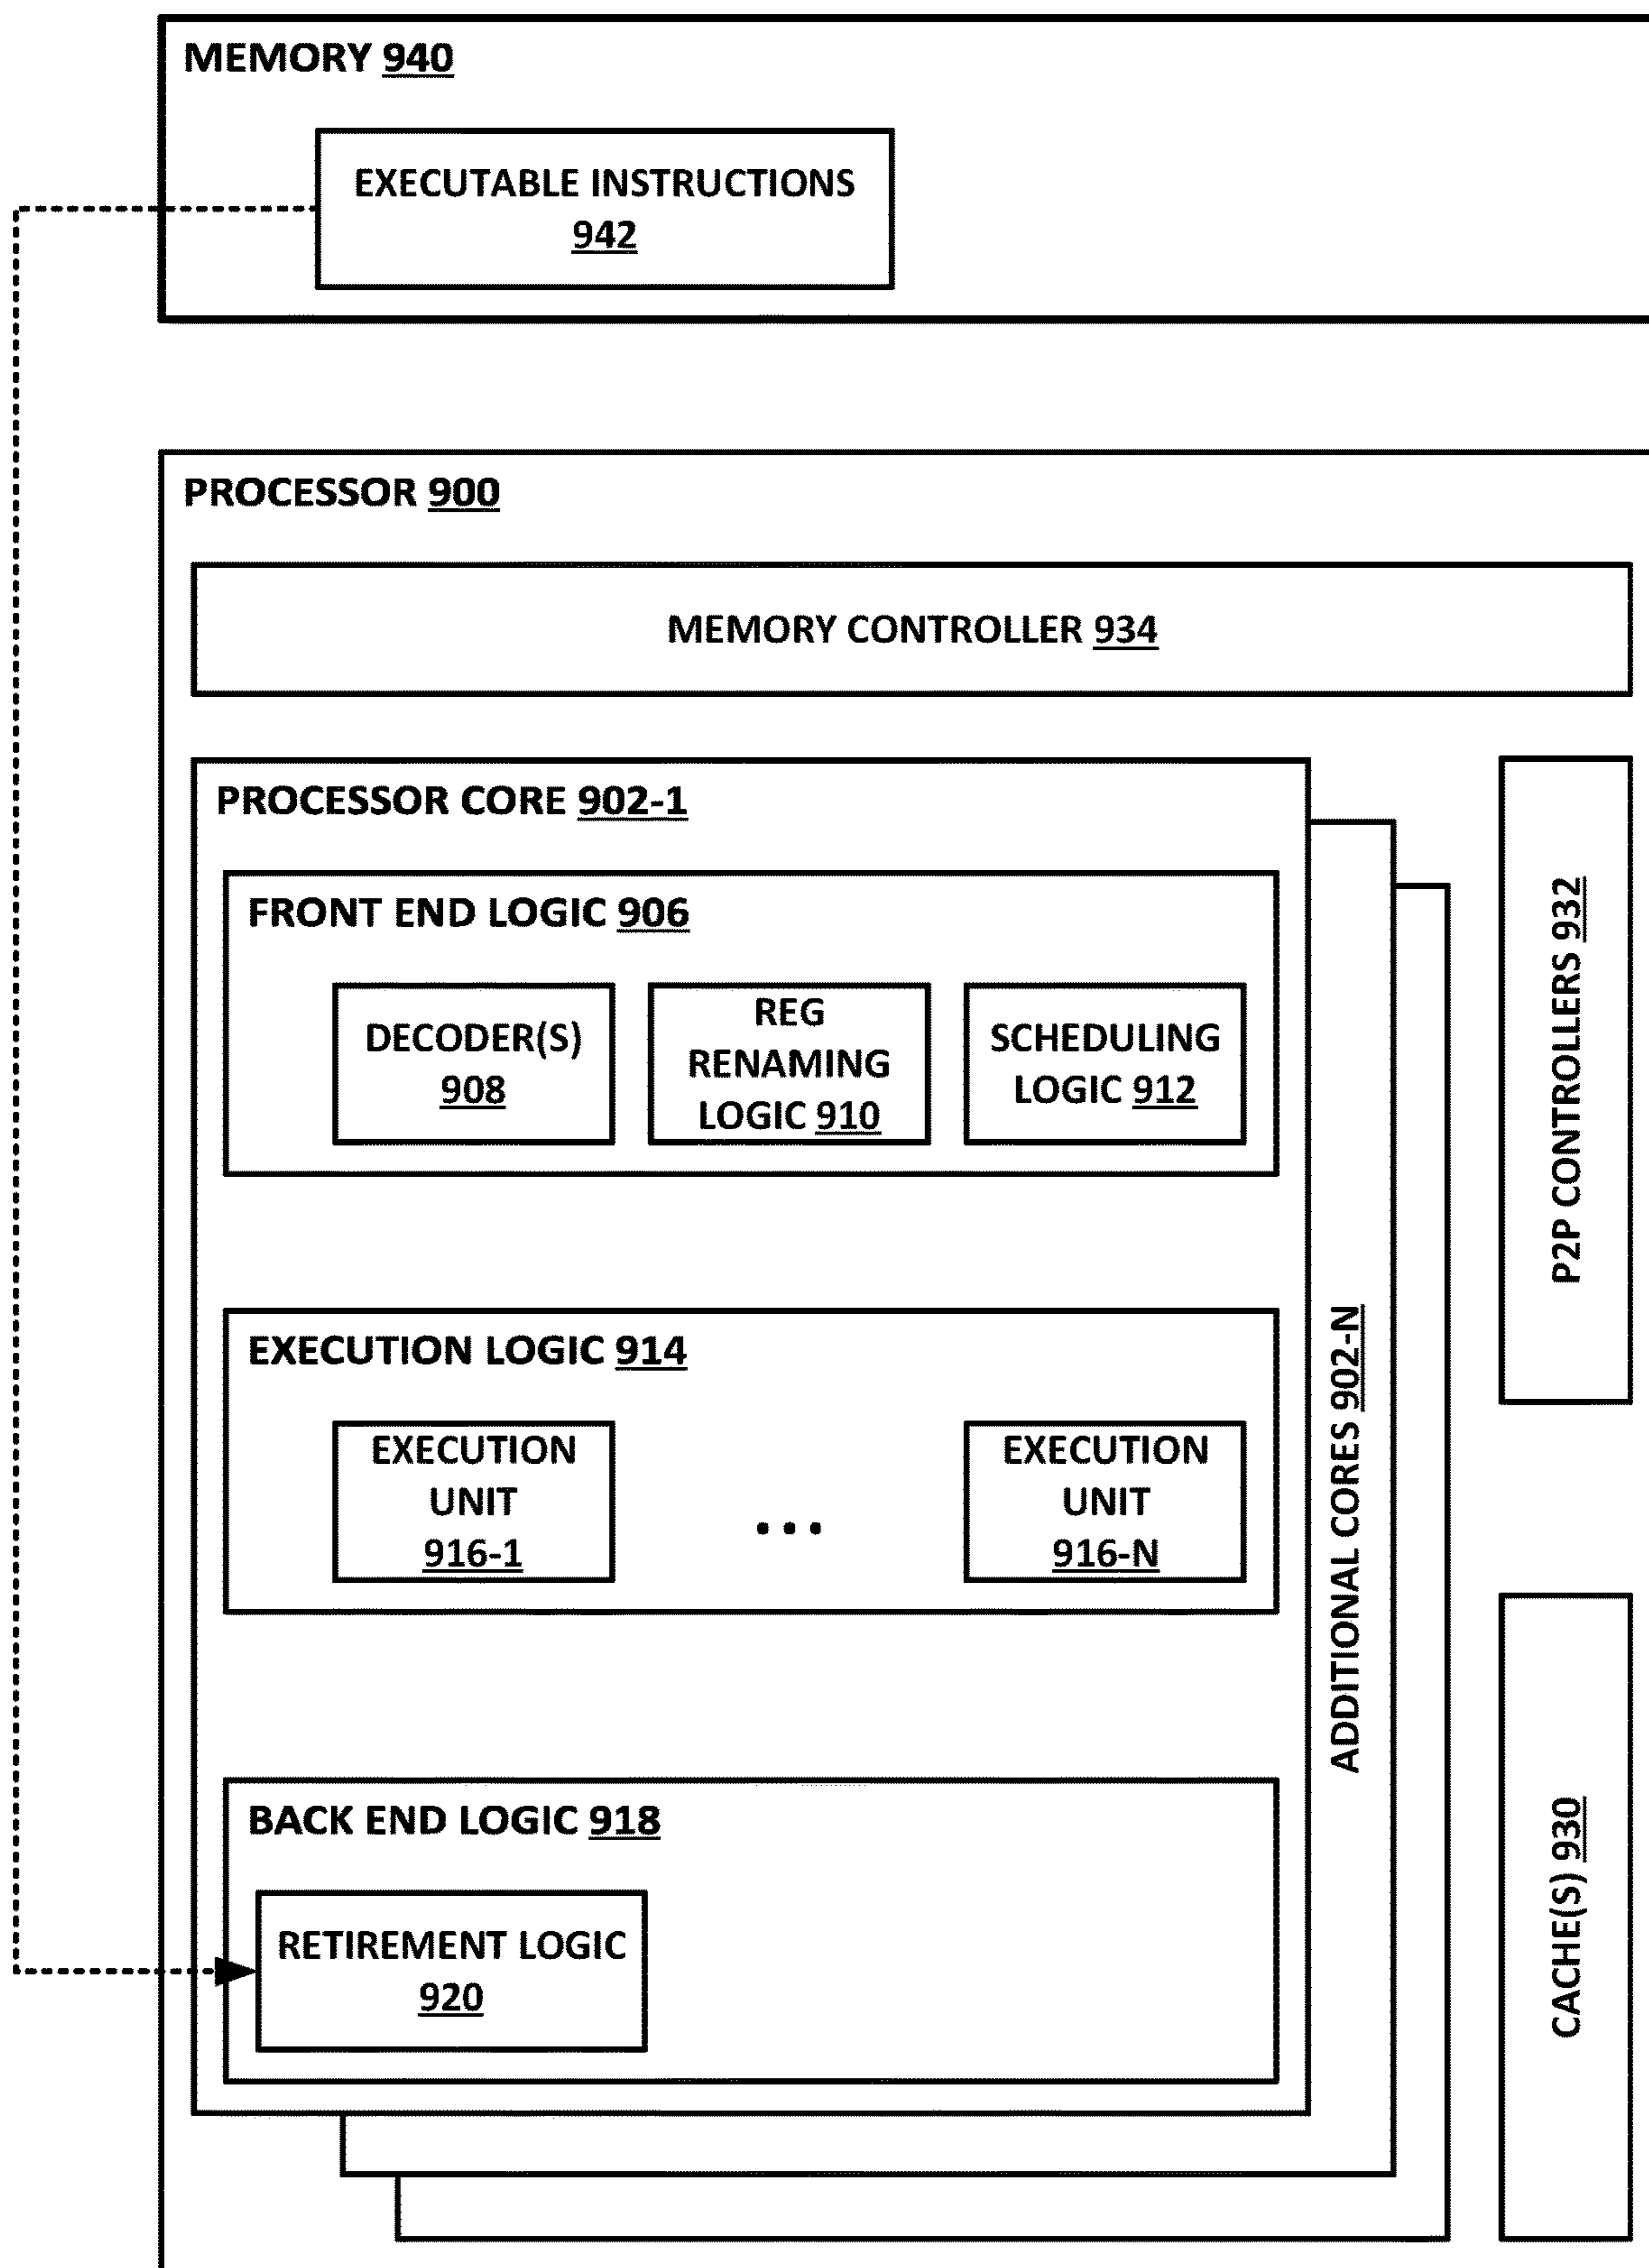 MEMORY 940
EXECUTABLE INSTRUCTIONS
942
PROCESSOR 900
MEMORY CONTROLLER 934
PROCESSOR CORE 902-1
FRONT END LOGIC 906
DECODER(S)
908
REG
RENAMING
LOGIC 910
SCHEDULING
LOGIC 912
EXECUTION LOGIC 914
EXECUTION
UNIT
916-1
...
EXECUTION
UNIT
916-N
BACK END LOGIC 918
RETIREMENT LOGIC
920
ADDITIONAL CORES 902-N
P2P CONTROLLERS 932
CACHE(S) 930